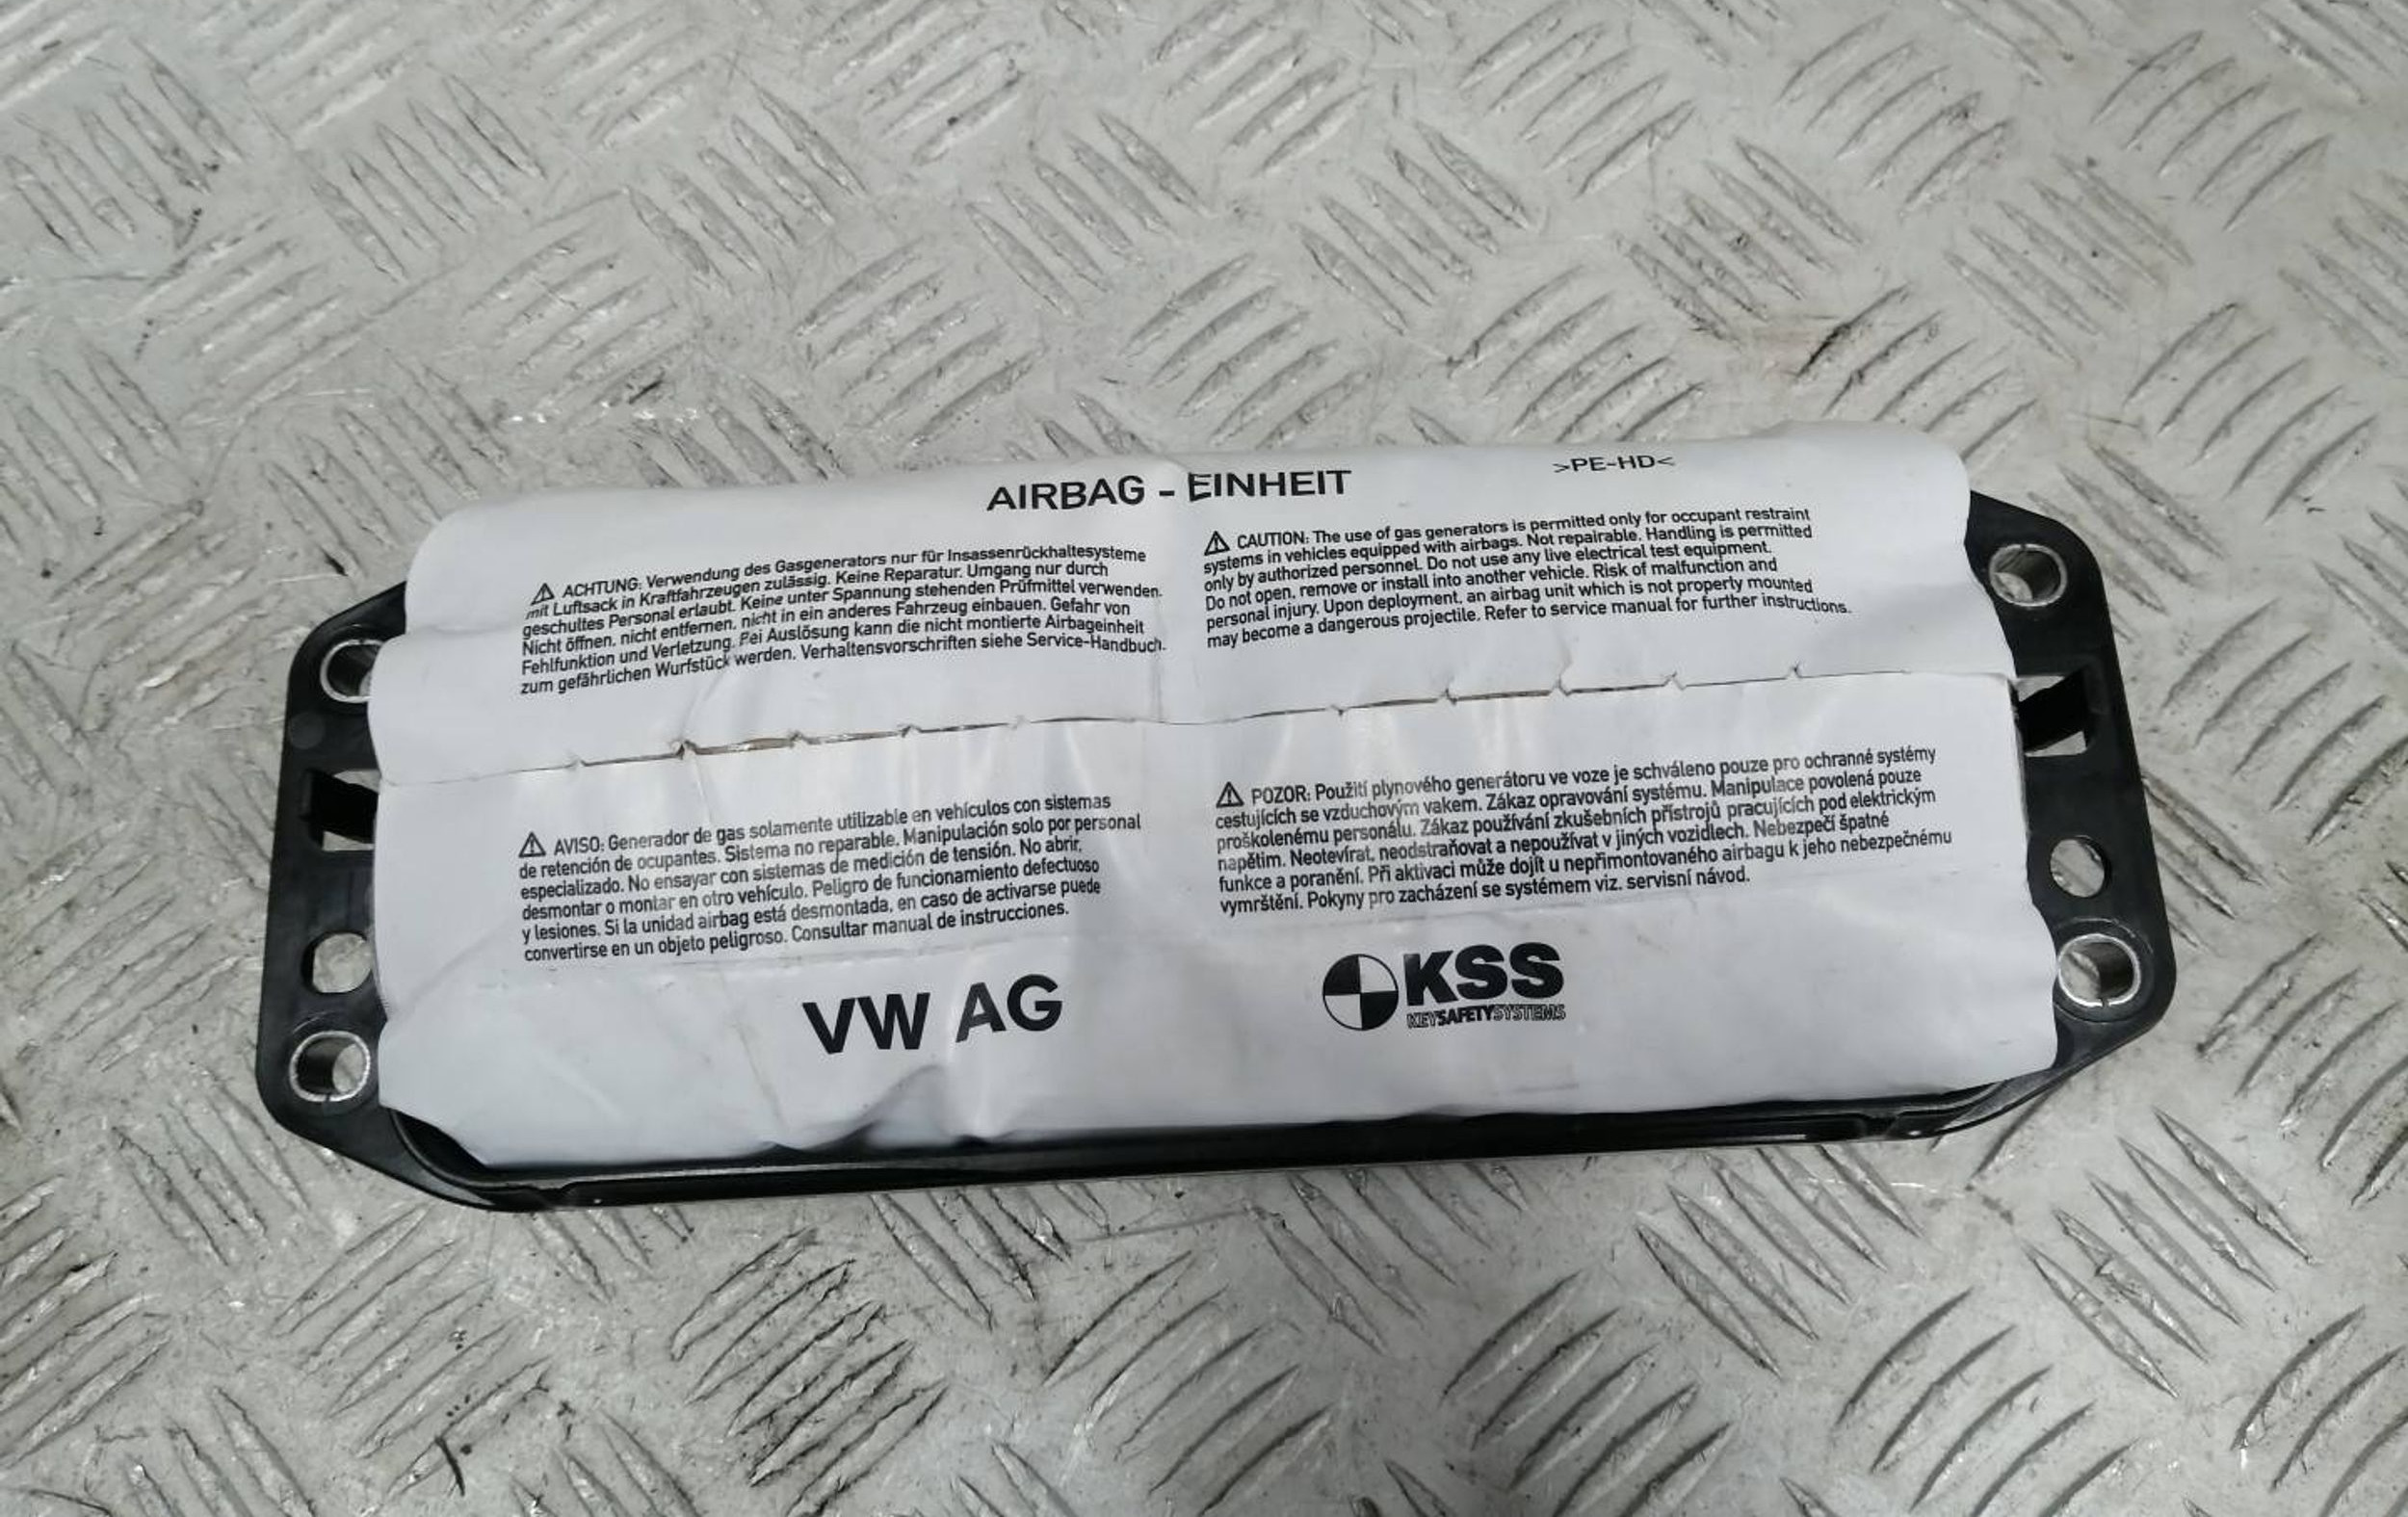 AIRBAG - EINHEIT
>PE-HD<
⚠ ACHTUNG: Verwendung des Gasgenerators nur für Insassenrückhaltesysteme
mit Luftsack in Kraftfahrzeugen zulässig. Keine Reparatur. Umgang nur durch
geschultes Personal erlaubt. Keine unter Spannung stehenden Prüfmittel verwenden.
Nicht öffnen, nicht entfernen, nicht in ein anderes Fahrzeug einbauen. Gefahr von
Fehlfunktion und Verletzung. Bei Auslösung kann die nicht montierte Airbageinheit
zum gefährlichen Wurfstück werden. Verhaltensvorschriften siehe Service-Handbuch.
⚠ CAUTION: The use of gas generators is permitted only for occupant restraint
systems in vehicles equipped with airbags. Not repairable. Handling is permitted
only by authorized personnel. Do not use any live electrical test equipment.
Do not open, remove or install into another vehicle. Risk of malfunction and
personal injury. Upon deployment, an airbag unit which is not property mounted
may become a dangerous projectile. Refer to service manual for further instructions.
⚠ AVISO: Generador de gas solamente utilizable en vehículos con sistemas
de retención de ocupantes. Sistema no reparable. Manipulación solo por personal
especializado. No ensayar con sistemas de medición de tensión. No abrir,
desmontar o montar en otro vehículo. Peligro de funcionamiento defectuoso
y lesiones. Si la unidad airbag está desmontada, en caso de activarse puede
convertirse en un objeto peligroso. Consultar manual de instrucciones.
⚠ POZOR: Použití plynového generátoru ve voze je schváleno pouze pro ochranné systémy
cestujících se vzduchovým vakem. Zákaz opravování systému. Manipulace povolená pouze
proškolenému personálu. Zákaz používání zkušebních přístrojů pracujících pod elektrickým
napětim. Neotevírat, neodstraňovat a nepoužívat v jiných vozidlech. Nebezpečí špatné
funkce a poranění. Při aktivaci může dojít u nepřimontovaného airbagu k jeho nebezpečnému
vymrštění. Pokyny pro zacházení se systémem viz. servisní návod.
VW AG
KSS
KEYSAFETYSYSTEMS